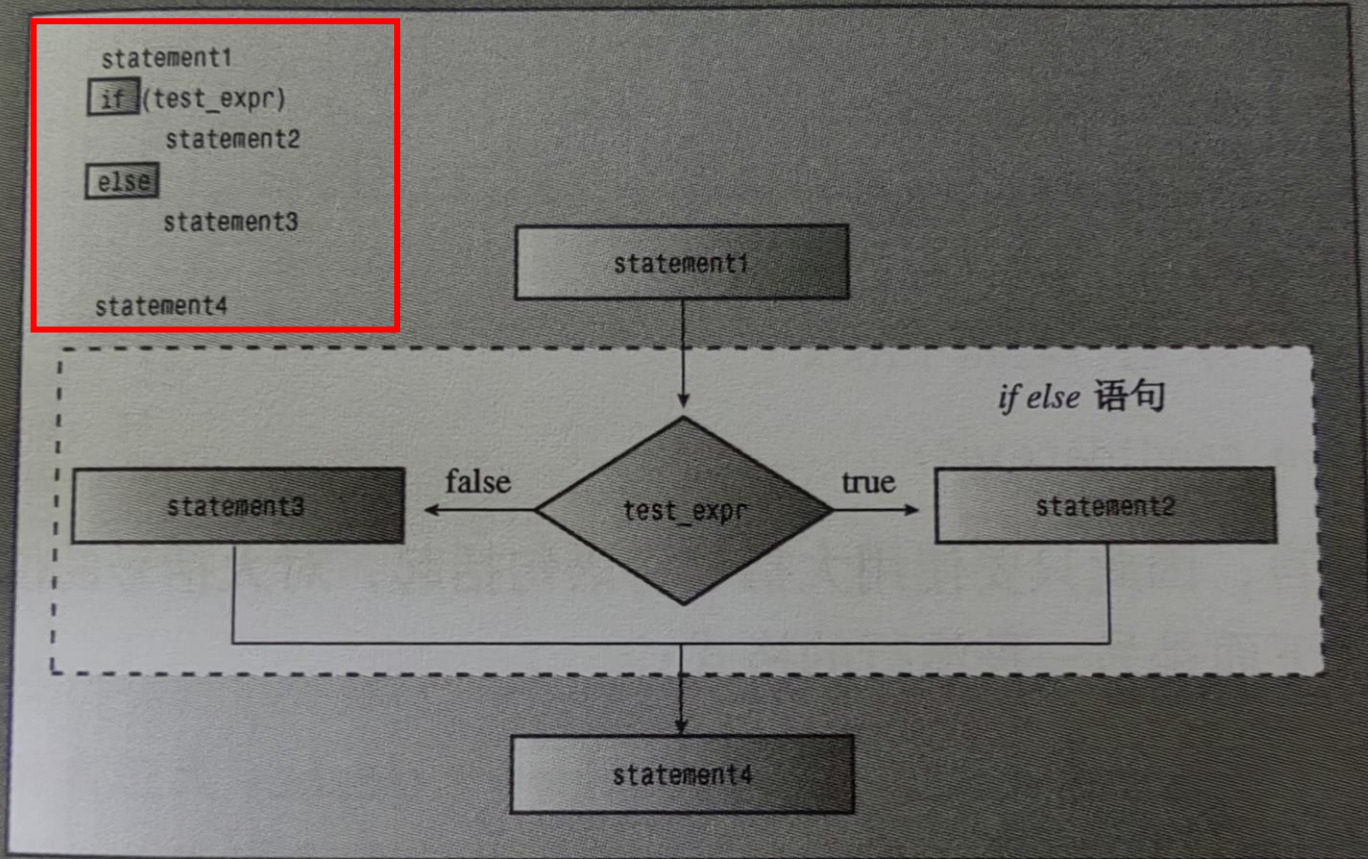 statement1
if (test_expr)
statement2
else
statement3
statement4
statement1
if else 语句
statement3
false
test_expr
true
statement2
statement4